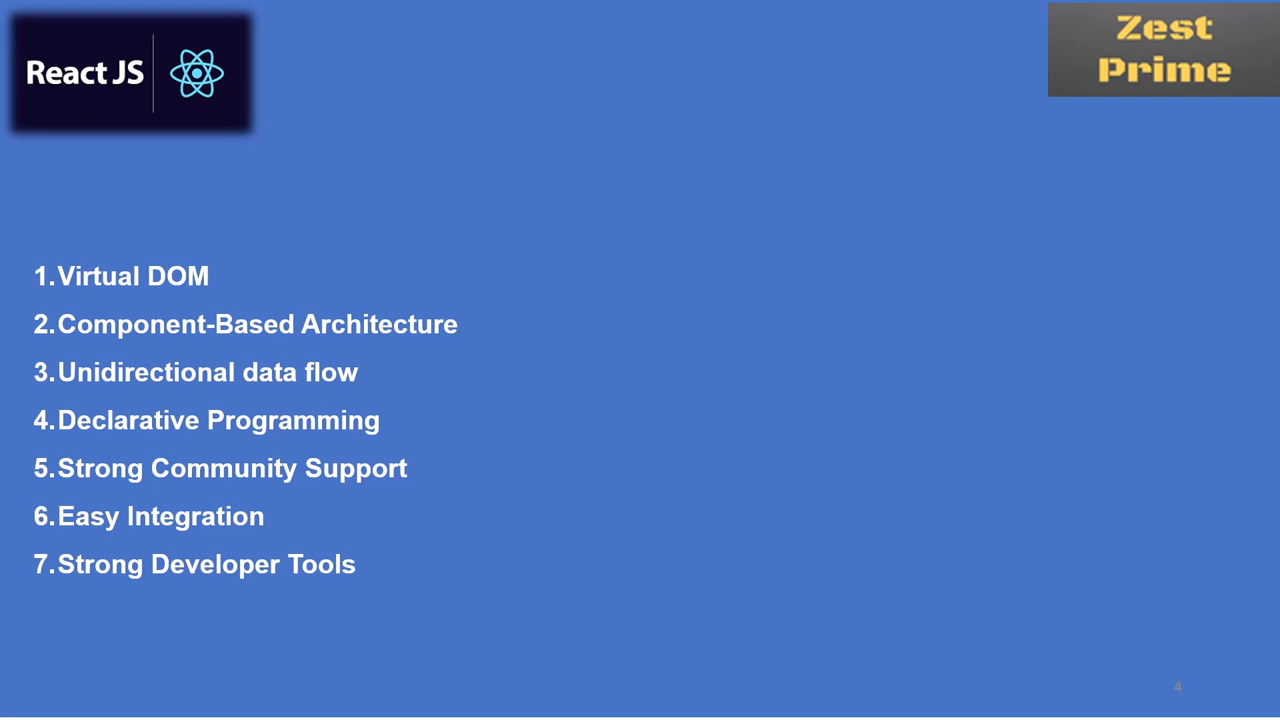 React JS
Zest
Prime
1. Virtual DOM
2. Component-Based Architecture
3. Unidirectional data flow
4. Declarative Programming
5. Strong Community Support
6. Easy Integration
7. Strong Developer Tools
4